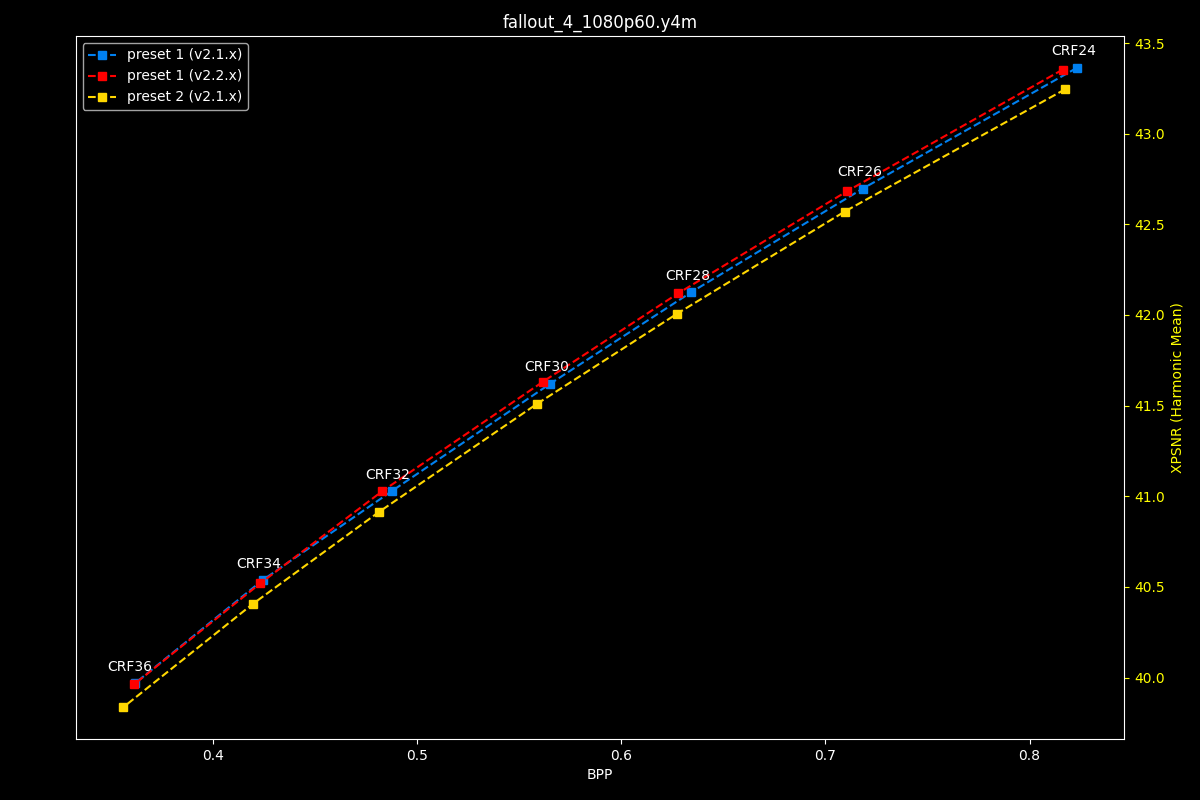 fallout_4_1080p60.y4m
preset 1 (v2.1.x)
preset 1 (v2.2.x)
preset 2 (v2.1.x)
CRF24
CRF26
CRF28
CRF30
CRF32
CRF34
CRF36
43.5
43.0
42.5
42.0
41.5
41.0
40.5
40.0
XPSNR (Harmonic Mean)
0.4 0.5 0.6 0.7 0.8
BPP